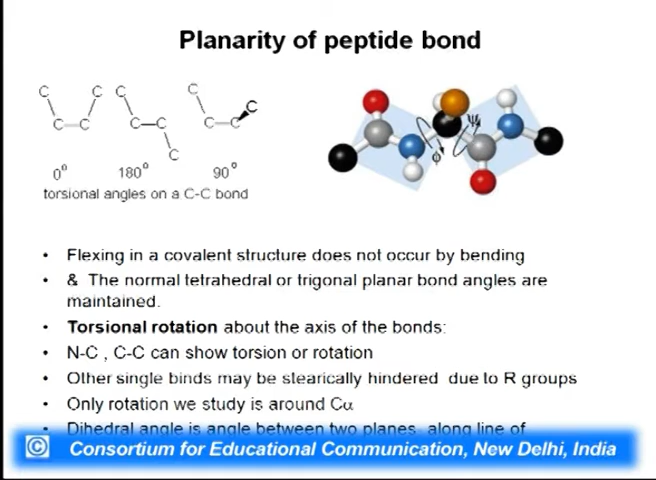 Planarity of peptide bond
C C C C C
C–C C–C C–C
C
0° 180° 90°
torsional angles on a C-C bond
φ ψ
• Flexing in a covalent structure does not occur by bending
• & The normal tetrahedral or trigonal planar bond angles are
maintained.
• Torsional rotation about the axis of the bonds:
• N-C , C-C can show torsion or rotation
• Other single binds may be stearically hindered due to R groups
• Only rotation we study is around Cα
• Dihedral angle is angle between two planes along line of
© Consortium for Educational Communication, New Delhi, India